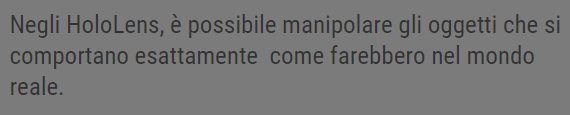 Negli HoloLens, è possibile manipolare gli oggetti che si
comportano esattamente  come farebbero nel mondo
reale.